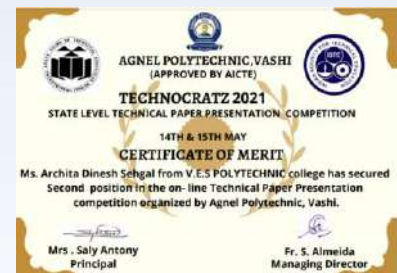 AGNEL POLYTECHNIC,VASHI
(APPROVED BY AICTE)
TECHNOCRATZ 2021
STATE LEVEL TECHNICAL PAPER PRESENTATION COMPETITION
14TH & 15TH MAY
CERTIFICATE OF MERIT
Ms. Archita Dinesh Sehgal from V.E.S POLYTECHNIC college has secured
Second position in the on- line Technical Paper Presentation
competition organized by Agnel Polytechnic, Vashi.
Mrs . Saly Antony
Principal
Fr. S. Almeida
Managing Director